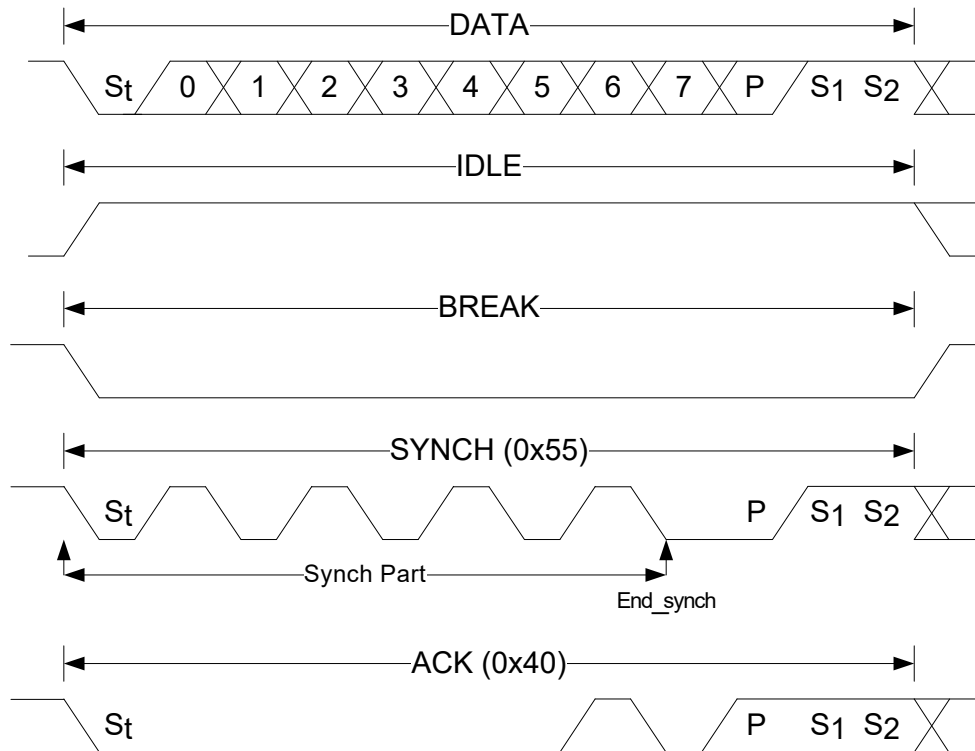 DATA
St 0 1 2 3 4 5 6 7 P S1 S2
IDLE
BREAK
SYNCH (0x55)
St P S1 S2
Synch Part
End_synch
ACK (0x40)
St P S1 S2